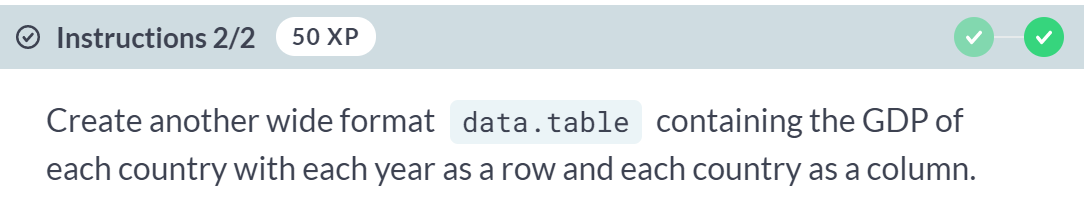 Instructions 2/2 50 XP
Create another wide format data.table containing the GDP of
each country with each year as a row and each country as a column.